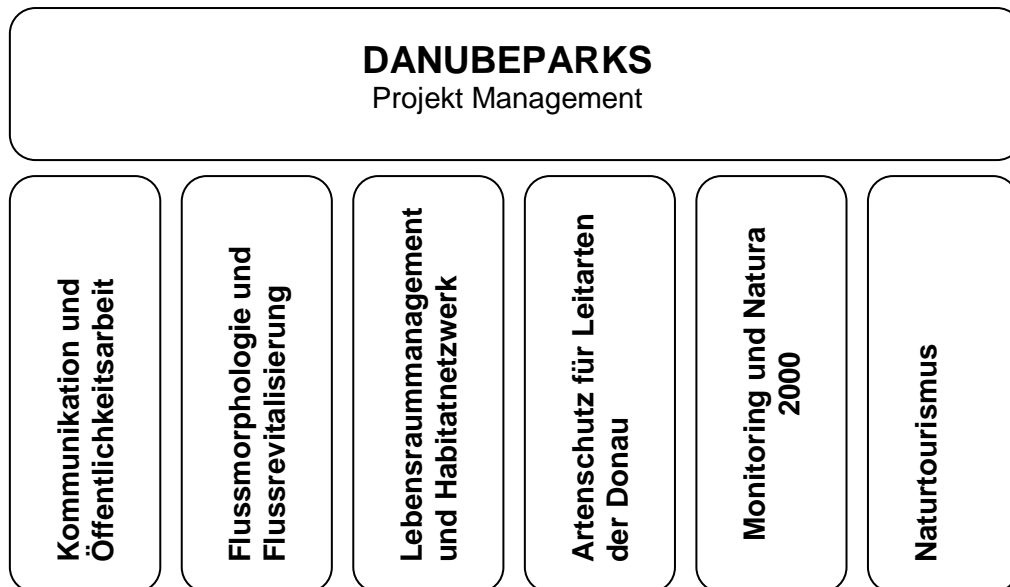 DANUBEPARKS
Projekt Management
Kommunikation und
Öffentlichkeitsarbeit
Flussmorphologie und
Flussrevitalisierung
Lebensraummanagement
und Habitatnetzwerk
Artenschutz für Leitarten
der Donau
Monitoring und Natura
2000
Naturtourismus